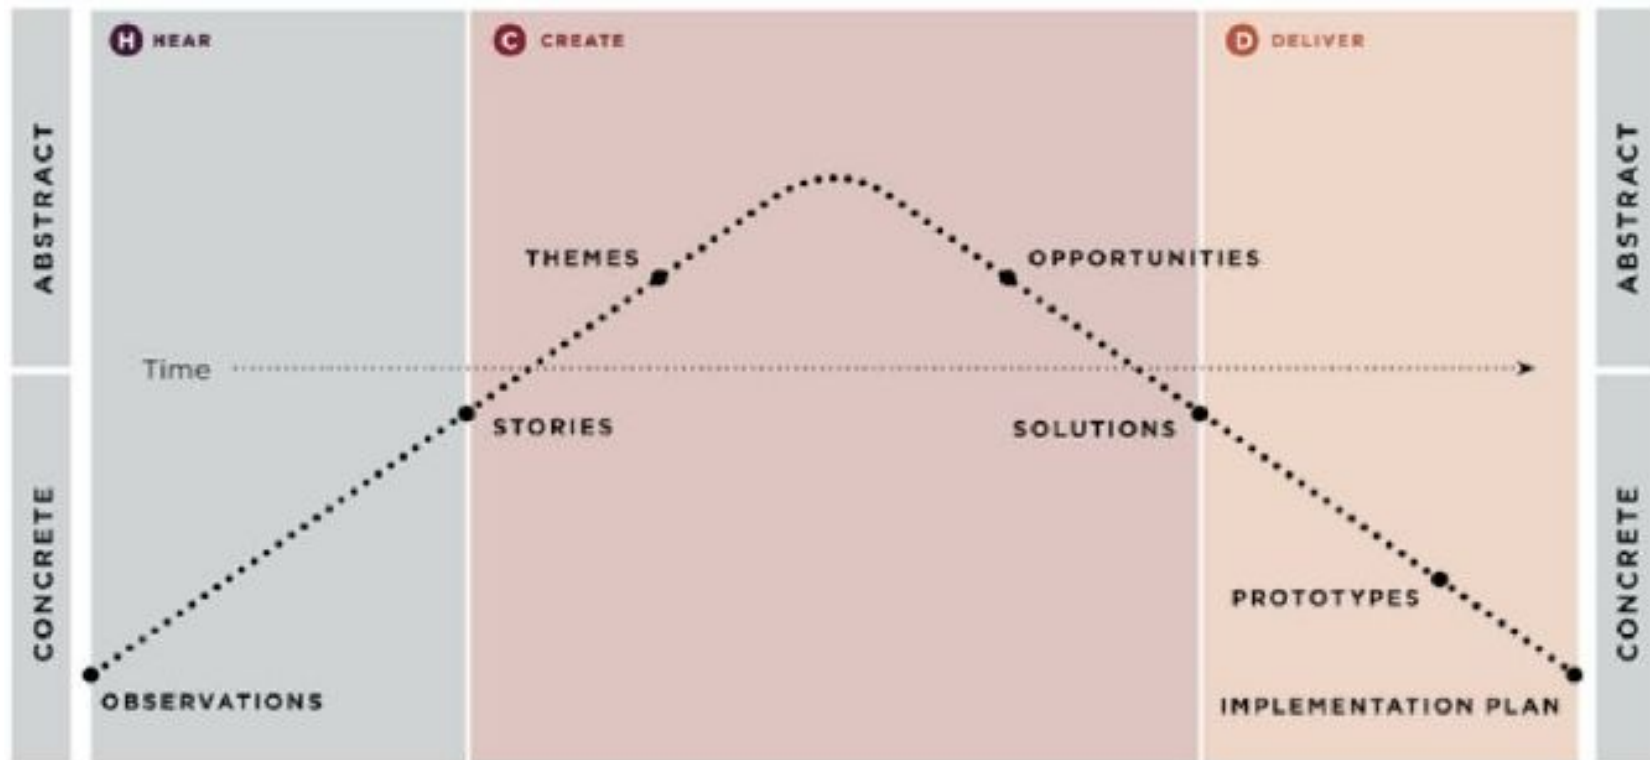 H HEAR
C CREATE
D DELIVER
ABSTRACT
ABSTRACT
THEMES
OPPORTUNITIES
Time
STORIES
SOLUTIONS
CONCRETE
CONCRETE
PROTOTYPES
OBSERVATIONS
IMPLEMENTATION PLAN